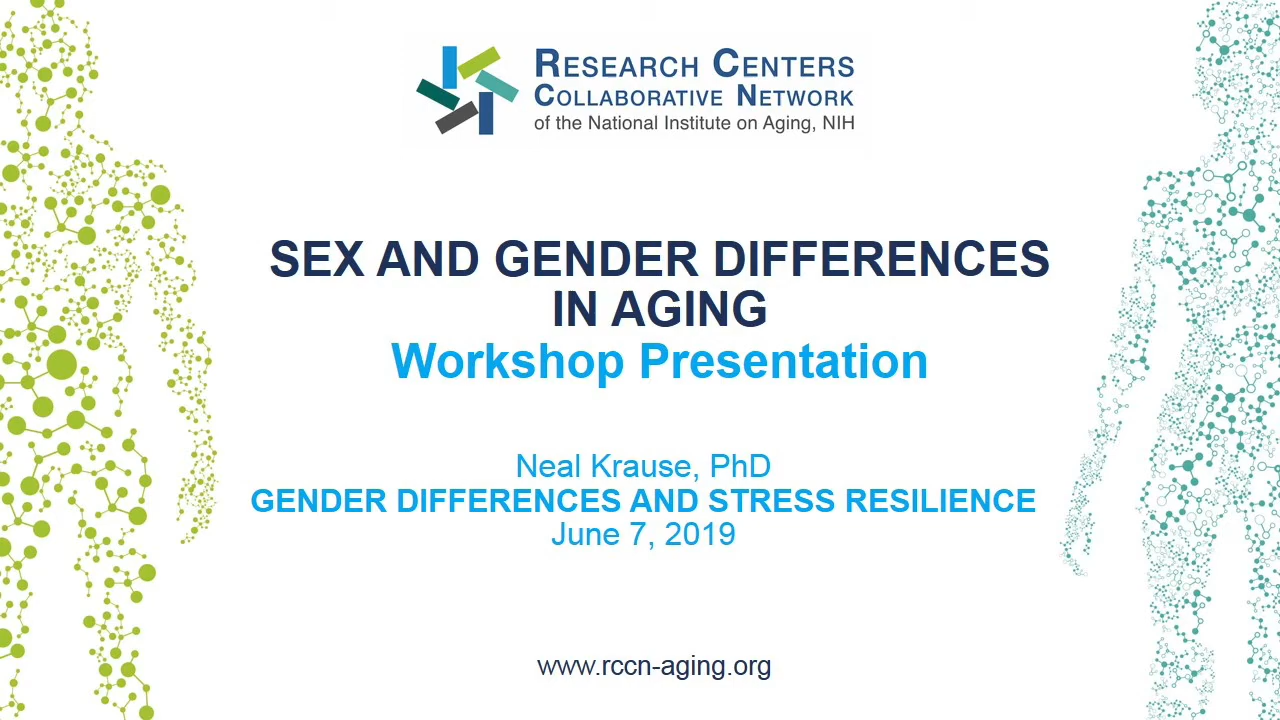 RESEARCH CENTERS
COLLABORATIVE NETWORK
of the National Institute on Aging, NIH
SEX AND GENDER DIFFERENCES
IN AGING
Workshop Presentation
Neal Krause, PhD
GENDER DIFFERENCES AND STRESS RESILIENCE
June 7, 2019
www.rccn-aging.org